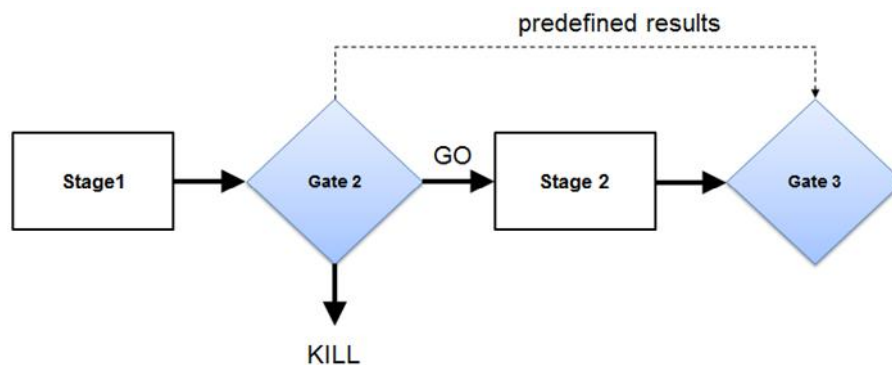 predefined results
Stage1
Gate 2
GO
Stage 2
Gate 3
KILL